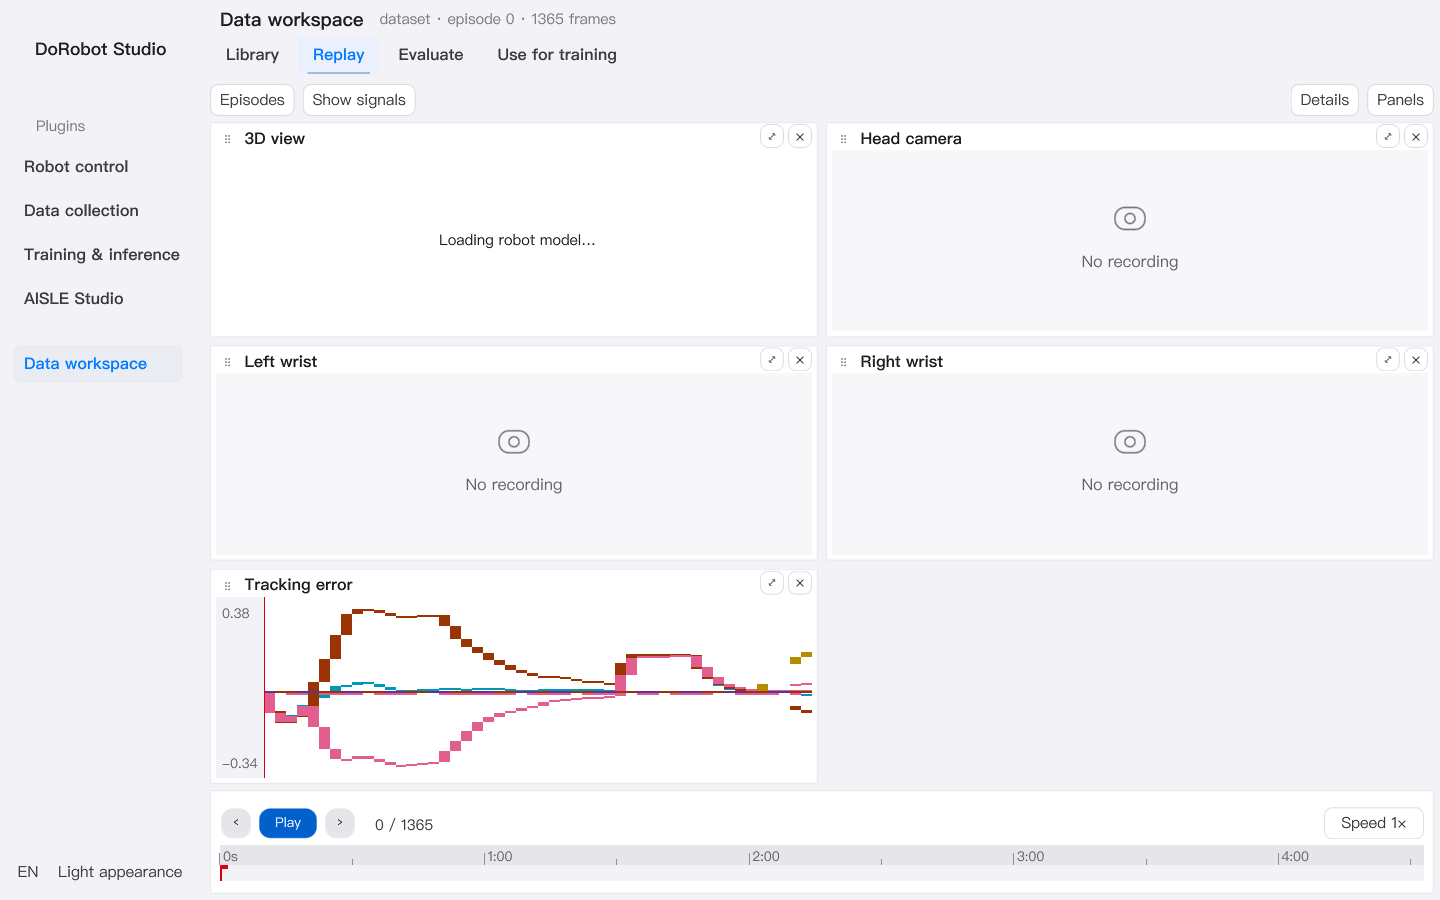 DoRobot Studio
Plugins
Robot control
Data collection
Training & inference
AISLE Studio
Data workspace
EN Light appearance
Data workspace dataset · episode 0 · 1365 frames
Library Replay Evaluate Use for training
Episodes Show signals Details Panels
3D view
Loading robot model...
Head camera
No recording
Left wrist
No recording
Right wrist
No recording
Tracking error
0.38
−0.34
< Play > 0 / 1365 Speed 1×
0s 1:00 2:00 3:00 4:00